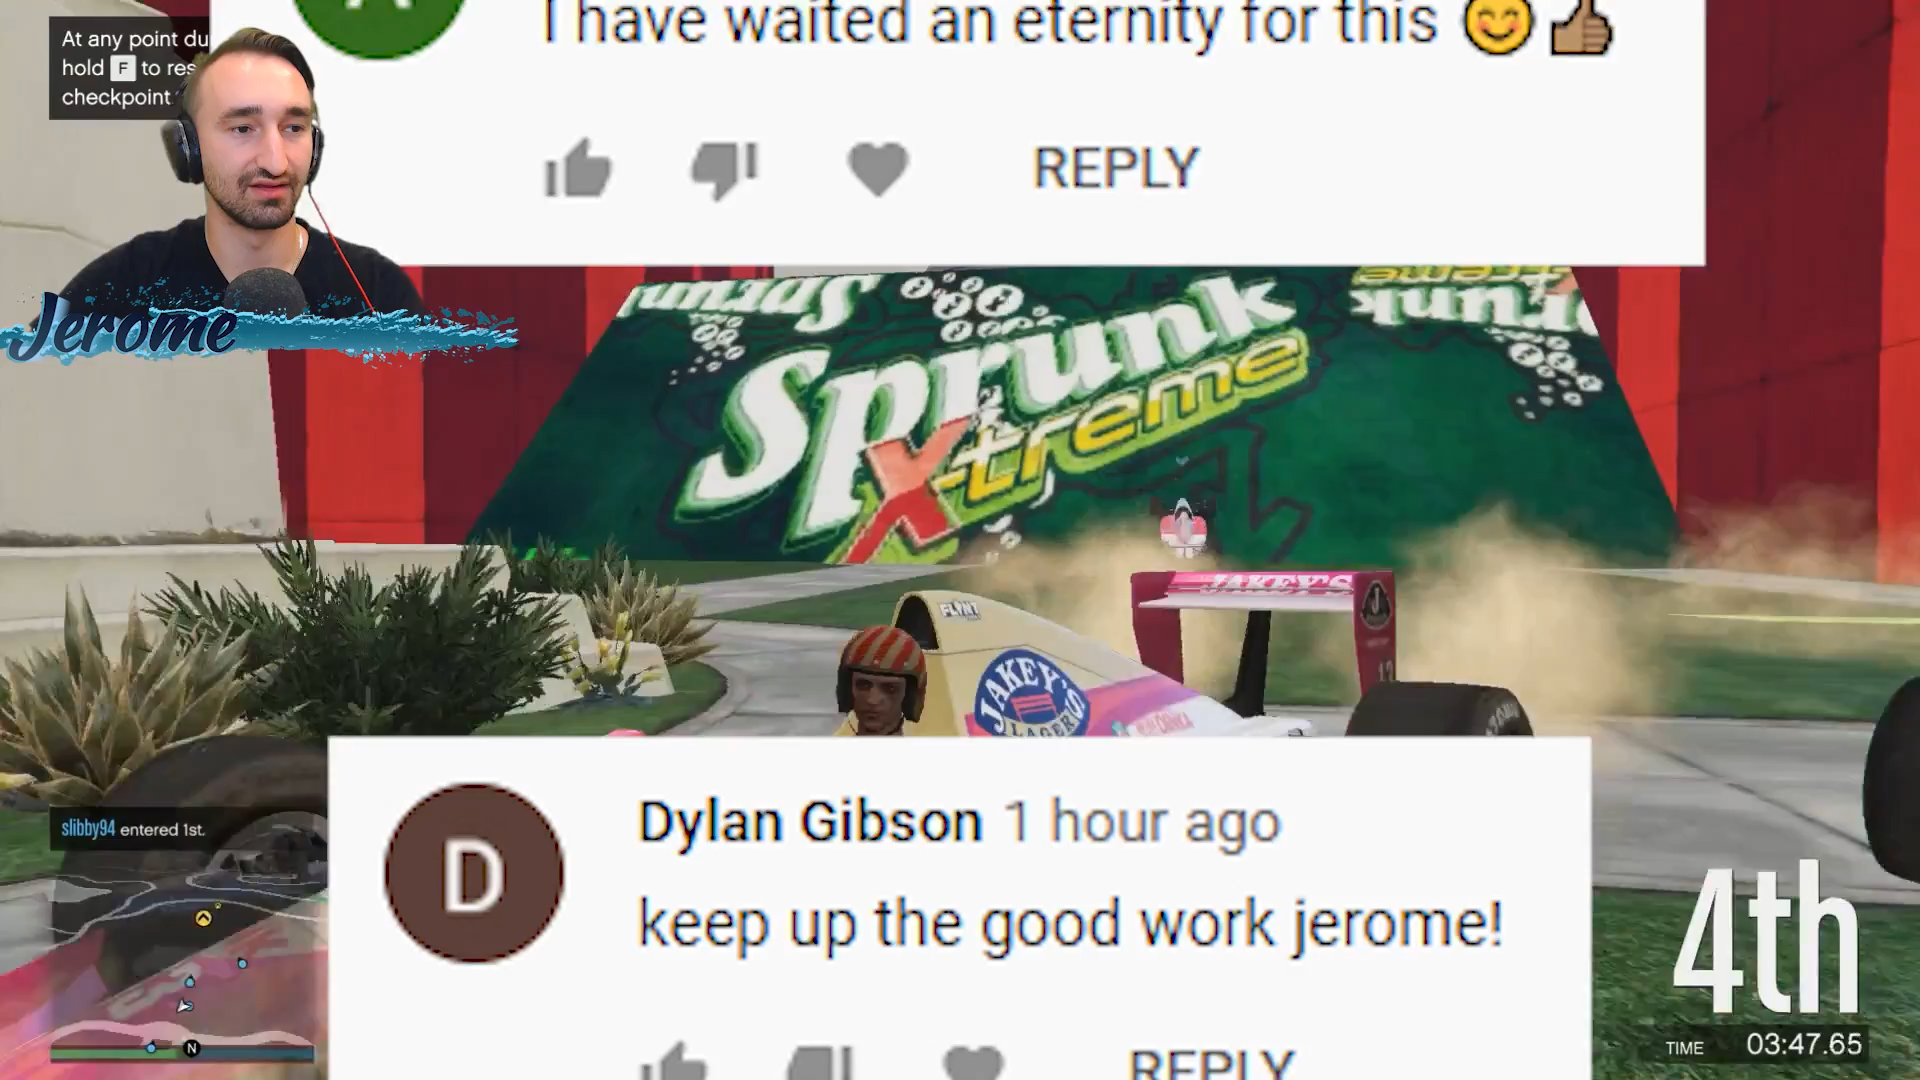 At any point du
hold F to res
checkpoint
I have waited an eternity for this 😊👍🏽
REPLY
Jerome
Sprunk
Sprunk
X-treme
FLYNT
JAKEY'S
JAKEY'S
LAGER
12
slibby94 entered 1st.
N
D
Dylan Gibson 1 hour ago
keep up the good work jerome!
REPLY
4th
TIME 03:47.65